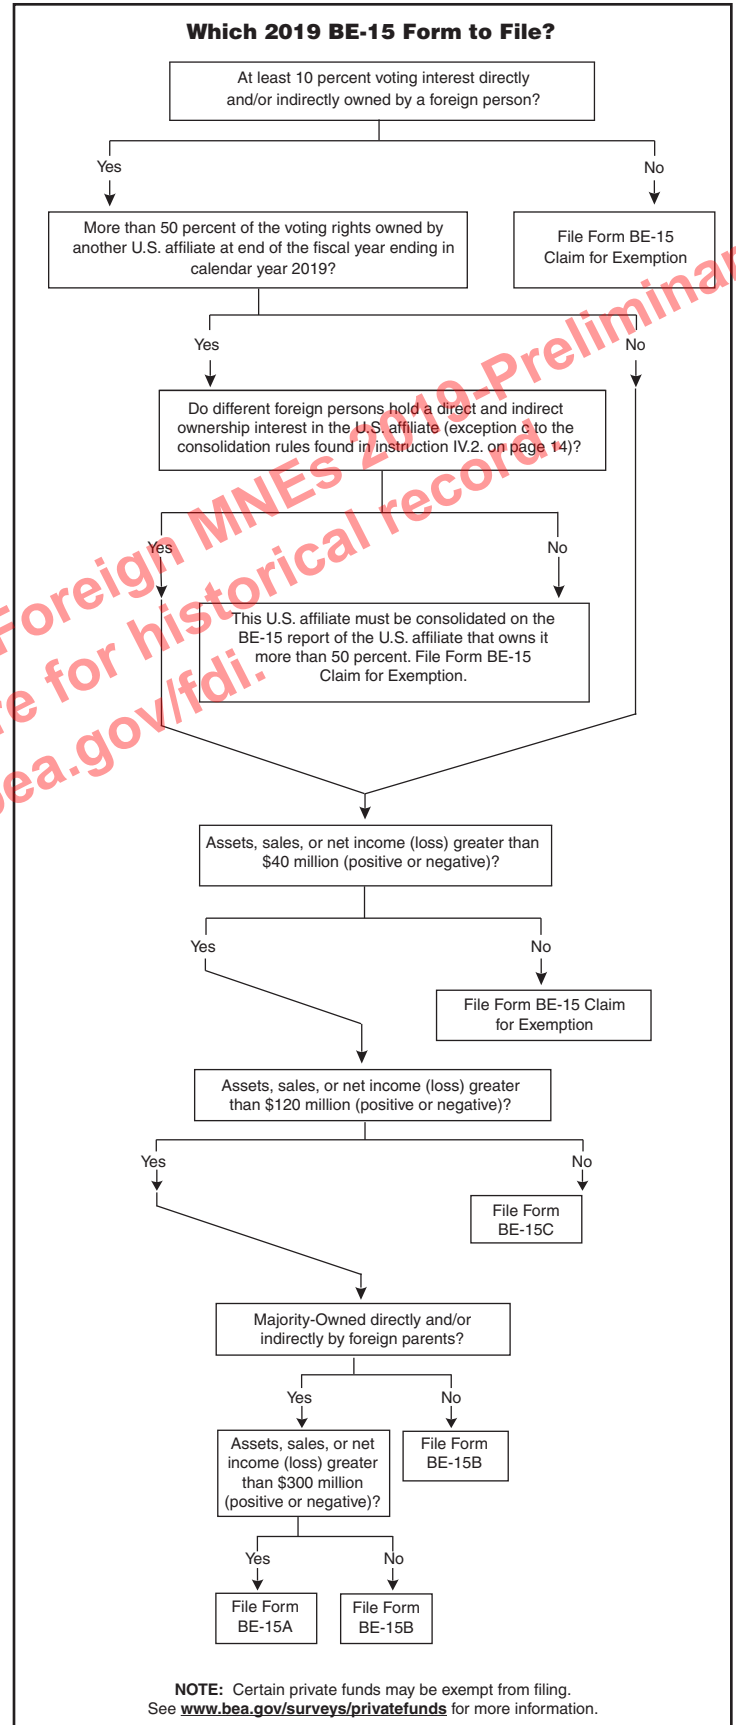 Which 2019 BE-15 Form to File?
At least 10 percent voting interest directly
and/or indirectly owned by a foreign person?
Yes
No
More than 50 percent of the voting rights owned by
another U.S. affiliate at end of the fiscal year ending in
calendar year 2019?
File Form BE-15
Claim for Exemption
Yes
No
Do different foreign persons hold a direct and indirect
ownership interest in the U.S. affiliate (exception c to the
consolidation rules found in instruction IV.2. on page 14)?
Yes
No
This U.S. affiliate must be consolidated on the
BE-15 report of the U.S. affiliate that owns it
more than 50 percent. File Form BE-15
Claim for Exemption.
Foreign MNEs 2019-Preliminar
re for historical record.
bea.gov/fdi.
Assets, sales, or net income (loss) greater than
$40 million (positive or negative)?
Yes
No
File Form BE-15 Claim
for Exemption
Assets, sales, or net income (loss) greater
than $120 million (positive or negative)?
Yes
No
File Form
BE-15C
Majority-Owned directly and/or
indirectly by foreign parents?
Yes
No
Assets, sales, or net
income (loss) greater
than $300 million
(positive or negative)?
File Form
BE-15B
Yes
No
File Form
BE-15A
File Form
BE-15B
NOTE: Certain private funds may be exempt from filing.
See www.bea.gov/surveys/privatefunds for more information.